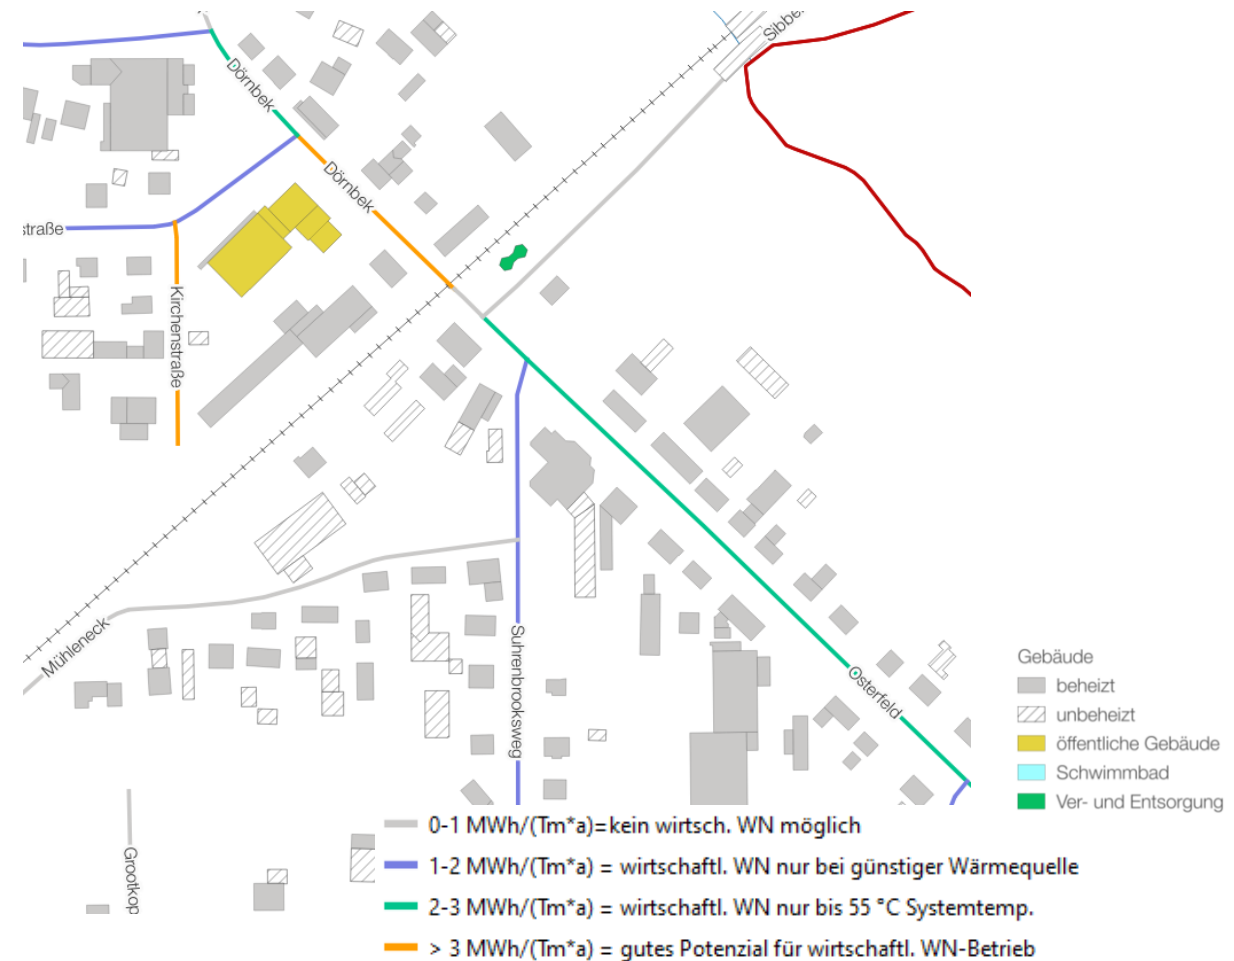 Sibbe
Dörnbek
Dörnbek
straße
Kirchenstraße
Mühleneck
Suhrenbrooksweg
Osterfeld
Grootkop
Gebäude
beheizt
unbeheizt
öffentliche Gebäude
Schwimmbad
Ver- und Entsorgung
0-1 MWh/(Tm*a)=kein wirtsch. WN möglich
1-2 MWh/(Tm*a) = wirtschaftl. WN nur bei günstiger Wärmequelle
2-3 MWh/(Tm*a) = wirtschaftl. WN nur bis 55 °C Systemtemp.
> 3 MWh/(Tm*a) = gutes Potenzial für wirtschaftl. WN-Betrieb